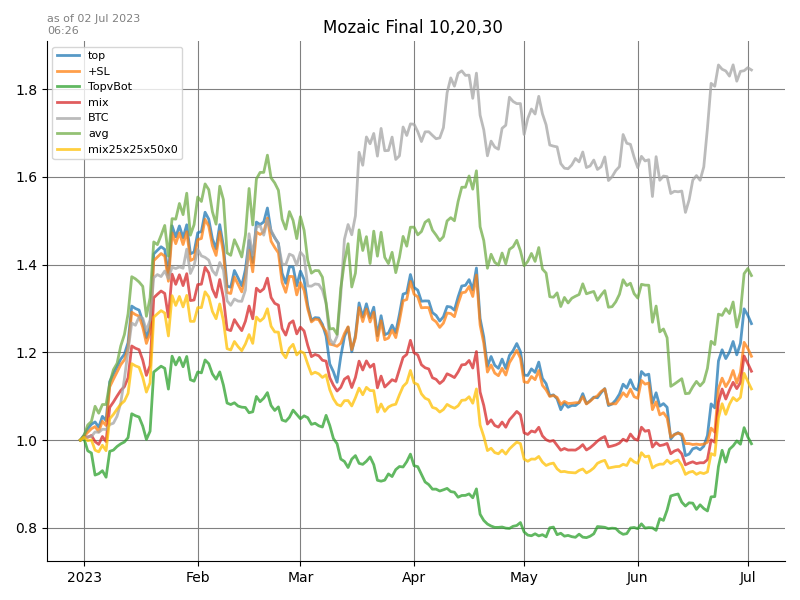 as of 02 Jul 2023
06:26
Mozaic Final 10,20,30
top
+SL
TopvBot
mix
BTC
avg
mix25x25x50x0
1.8
1.6
1.4
1.2
1.0
0.8
2023 Feb Mar Apr May Jun Jul